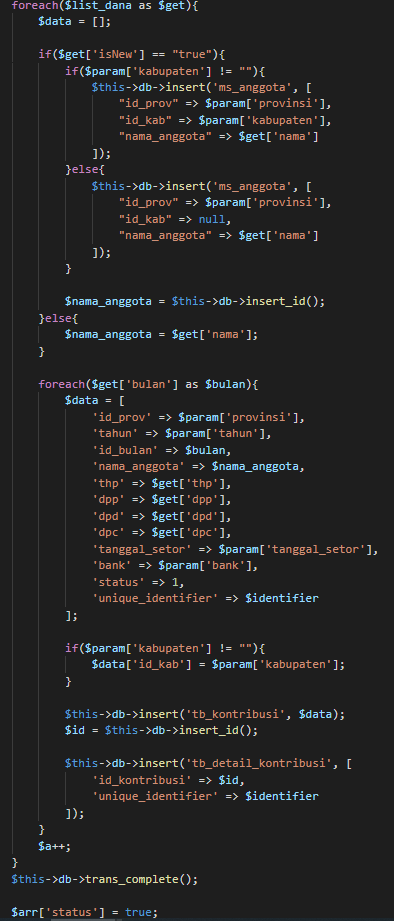 foreach($list_dana as $get){
    $data = [];

    if($get['isNew'] == "true"){
        if($param['kabupaten'] != ""){
            $this->db->insert('ms_anggota', [
                "id_prov" => $param['provinsi'],
                "id_kab" => $param['kabupaten'],
                "nama_anggota" => $get['nama']
            ]);
        }else{
            $this->db->insert('ms_anggota', [
                "id_prov" => $param['provinsi'],
                "id_kab" => null,
                "nama_anggota" => $get['nama']
            ]);
        }

        $nama_anggota = $this->db->insert_id();
    }else{
        $nama_anggota = $get['nama'];
    }

    foreach($get['bulan'] as $bulan){
        $data = [
            'id_prov' => $param['provinsi'],
            'tahun' => $param['tahun'],
            'id_bulan' => $bulan,
            'nama_anggota' => $nama_anggota,
            'thp' => $get['thp'],
            'dpp' => $get['dpp'],
            'dpd' => $get['dpd'],
            'dpc' => $get['dpc'],
            'tanggal_setor' => $param['tanggal_setor'],
            'bank' => $param['bank'],
            'status' => 1,
            'unique_identifier' => $identifier
        ];

        if($param['kabupaten'] != ""){
            $data['id_kab'] = $param['kabupaten'];
        }

        $this->db->insert('tb_kontribusi', $data);
        $id = $this->db->insert_id();

        $this->db->insert('tb_detail_kontribusi', [
            'id_kontribusi' => $id,
            'unique_identifier' => $identifier
        ]);
    }
    $a++;
}
$this->db->trans_complete();

$arr['status'] = true;